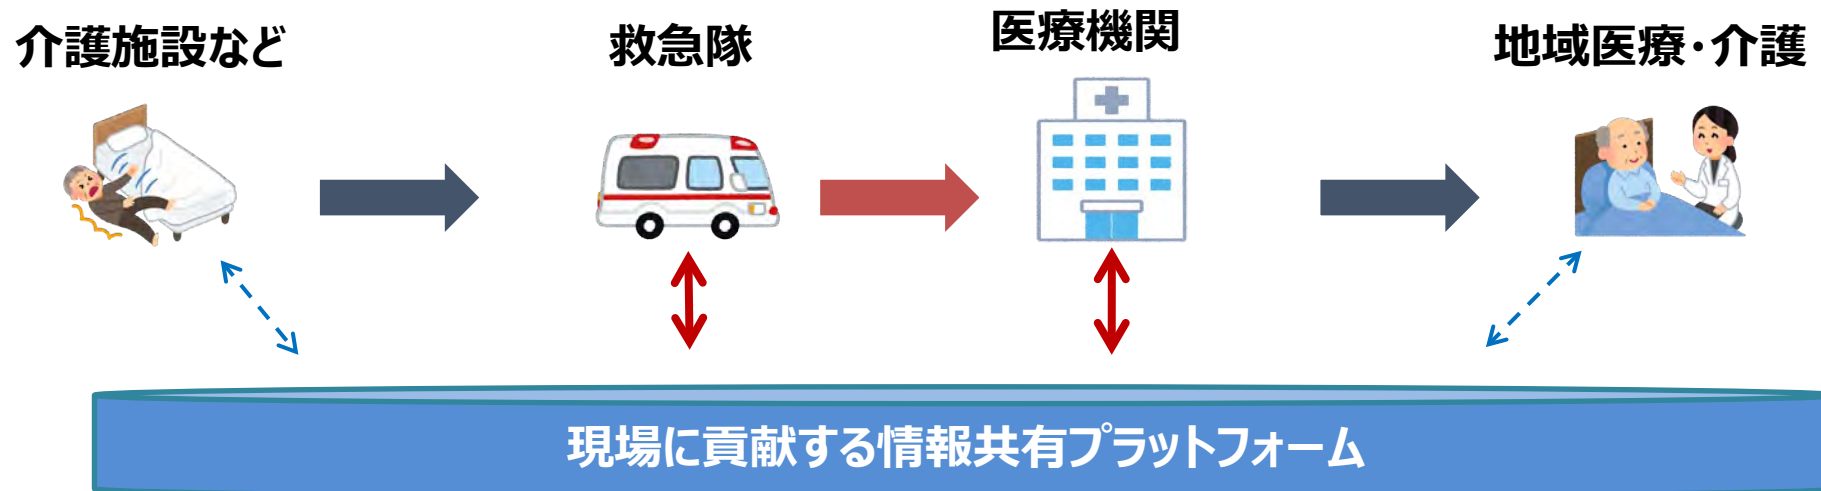 介護施設など
救急隊
医療機関
地域医療・介護
現場に貢献する情報共有プラットフォーム